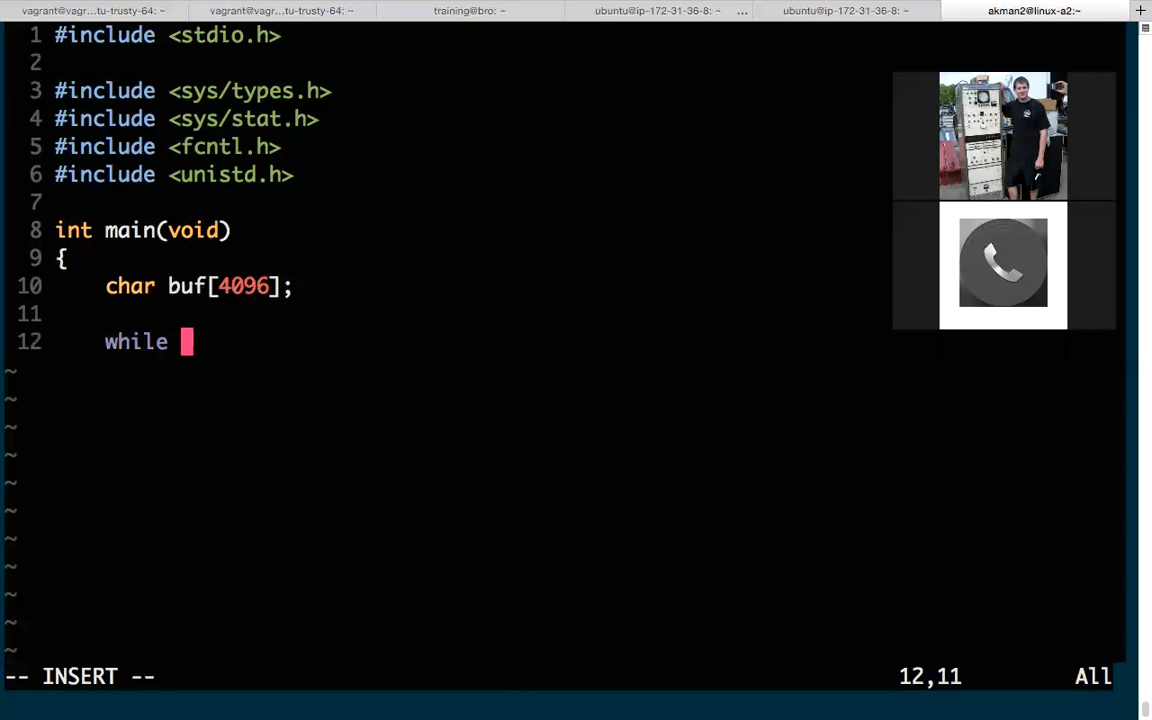 vagrant@vagr...tu-trusty-64: ~ vagrant@vagr...tu-trusty-64: ~ training@bro: ~ ubuntu@ip-172-31-36-8: ~ ... ubuntu@ip-172-31-36-8: ~ akman2@linux-a2:~ +
1 #include <stdio.h>
2
3 #include <sys/types.h>
4 #include <sys/stat.h>
5 #include <fcntl.h>
6 #include <unistd.h>
7
8 int main(void)
9 {
10 char buf[4096];
11
12 while
~
~
~
~
~
~
~
~
~
~
~
-- INSERT -- 12,11 All